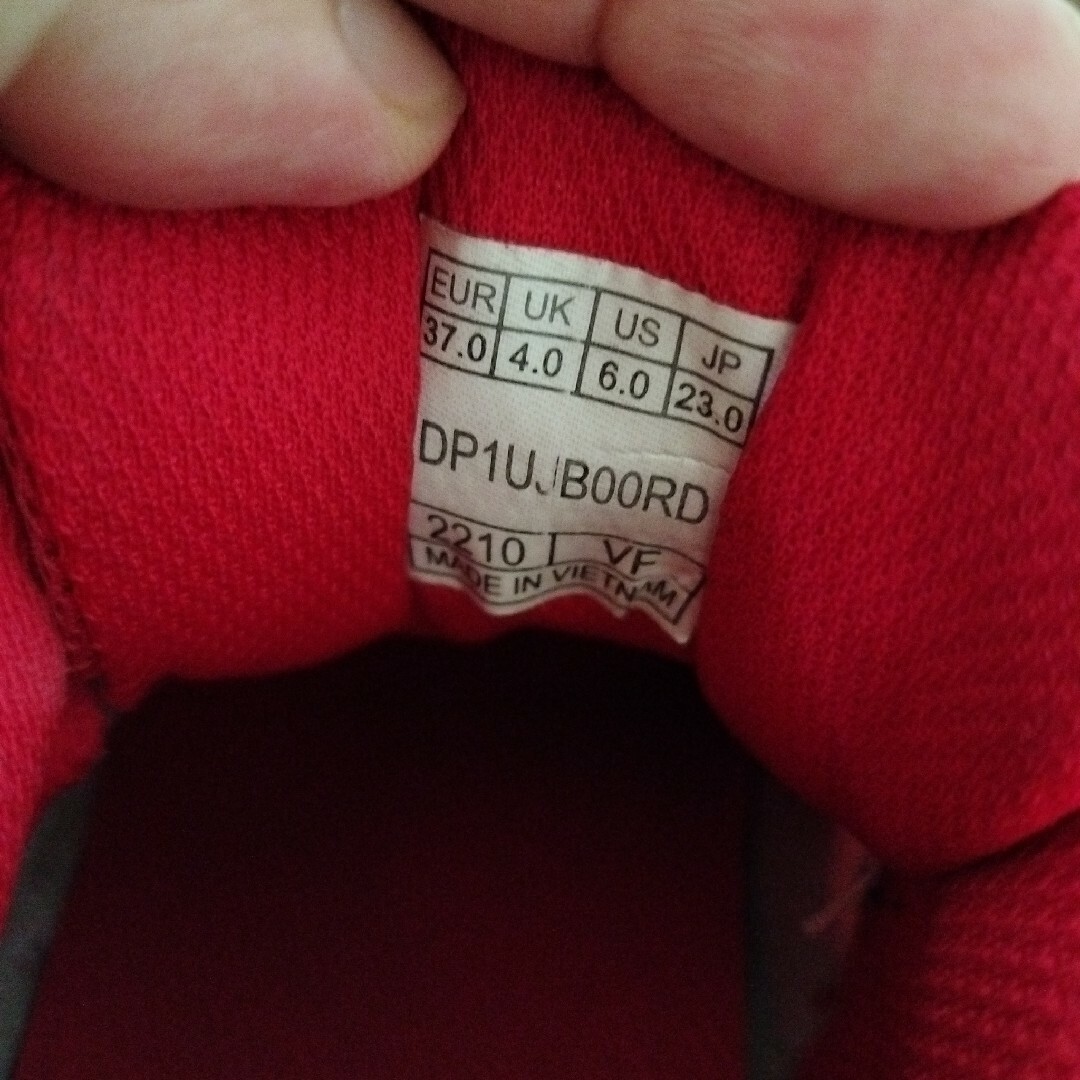 EUR UK US JP
37.0 4.0 6.0 23.0
DP1UJB00RD
2210 VF
MADE IN VIETNAM